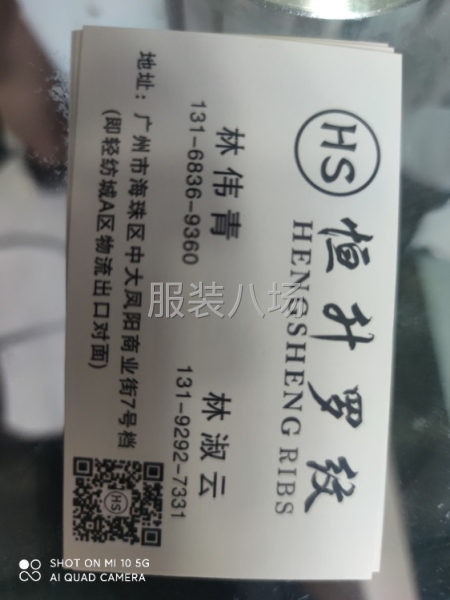 HS
恒升罗纹
HENGSHENG RIBS
林伟青
131-6836-9360
林淑云
131-9292-7331
地址：广州市海珠区中大凤阳商业街7号档
(即轻纺城A区物流出口对面)
HS
服装八场
SHOT ON MI 10 5G
AI QUAD CAMERA